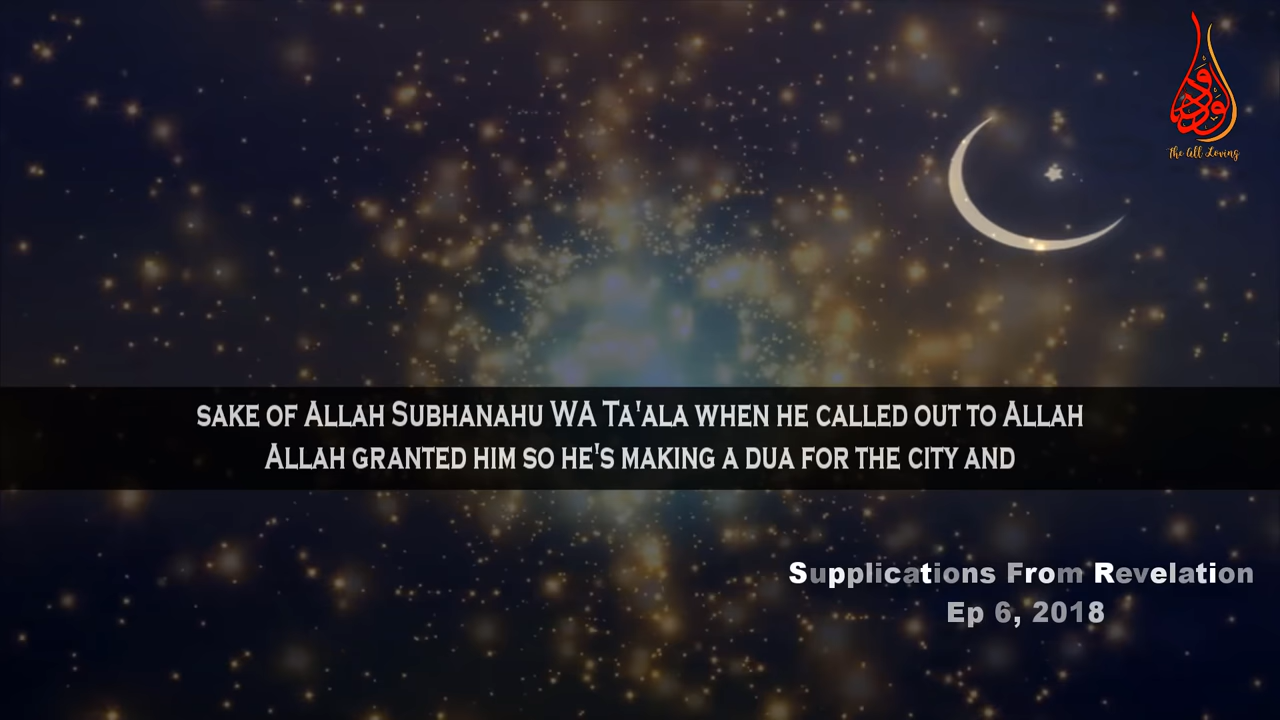 الودود
The All Loving
SAKE OF ALLAH SUBHANAHU WA TA'ALA WHEN HE CALLED OUT TO ALLAH
ALLAH GRANTED HIM SO HE'S MAKING A DUA FOR THE CITY AND
Supplications From Revelation
Ep 6, 2018